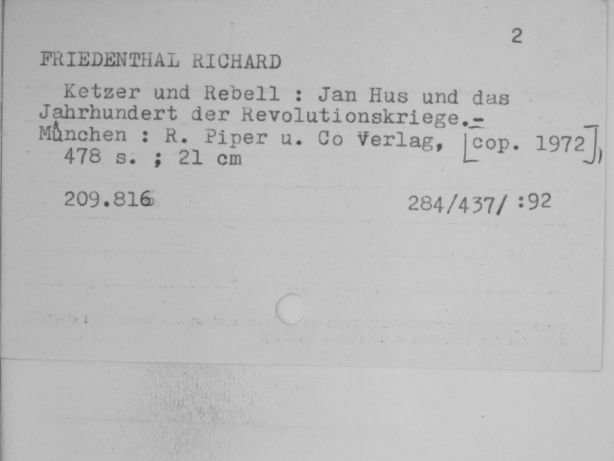 2
FRIEDENTHAL RICHARD
Ketzer und Rebell : Jan Hus und das
Jahrhundert der Revolutionskriege.-
München : R. Piper u. Co Verlag, [cop. 1972],
478 s. ; 21 cm
209.816
284/437/ :92